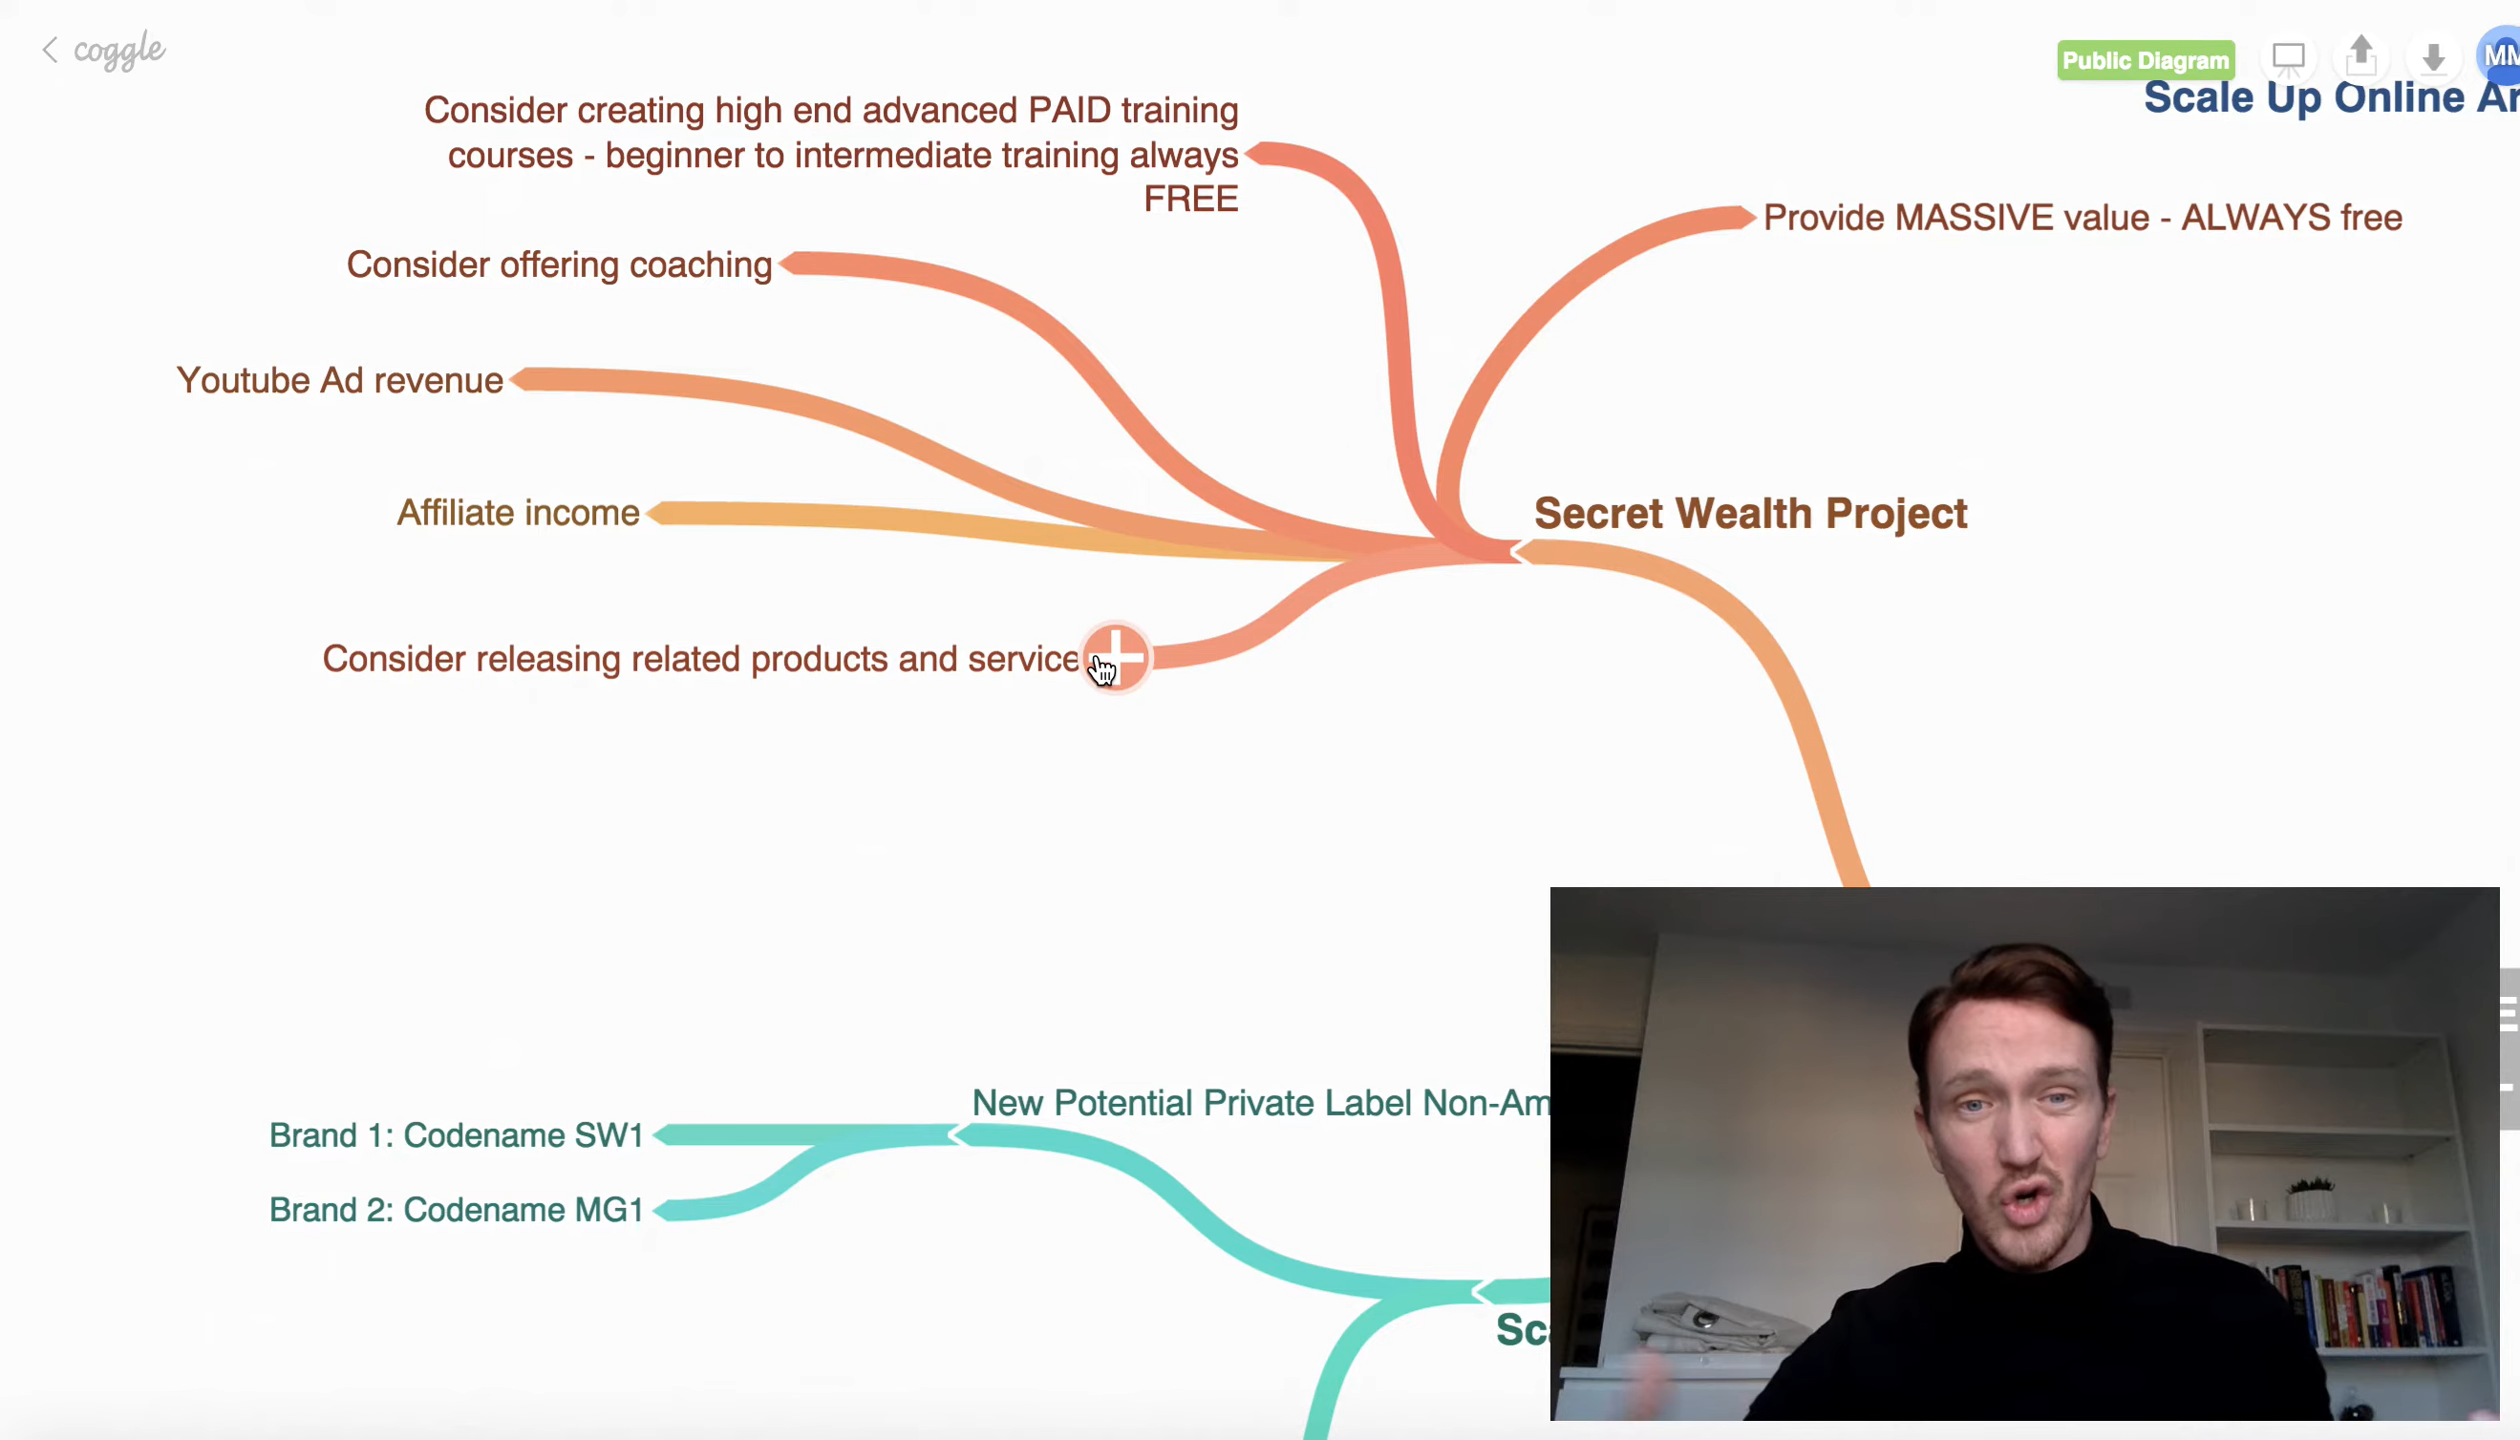 coggle
Public Diagram
MM
Scale Up Online
Consider creating high end advanced PAID training
courses - beginner to intermediate training always
FREE
Provide MASSIVE value - ALWAYS free
Consider offering coaching
Youtube Ad revenue
Affiliate income
Secret Wealth Project
Consider releasing related products and service
New Potential Private Label Non-Am
Brand 1: Codename SW1
Brand 2: Codename MG1
Sc